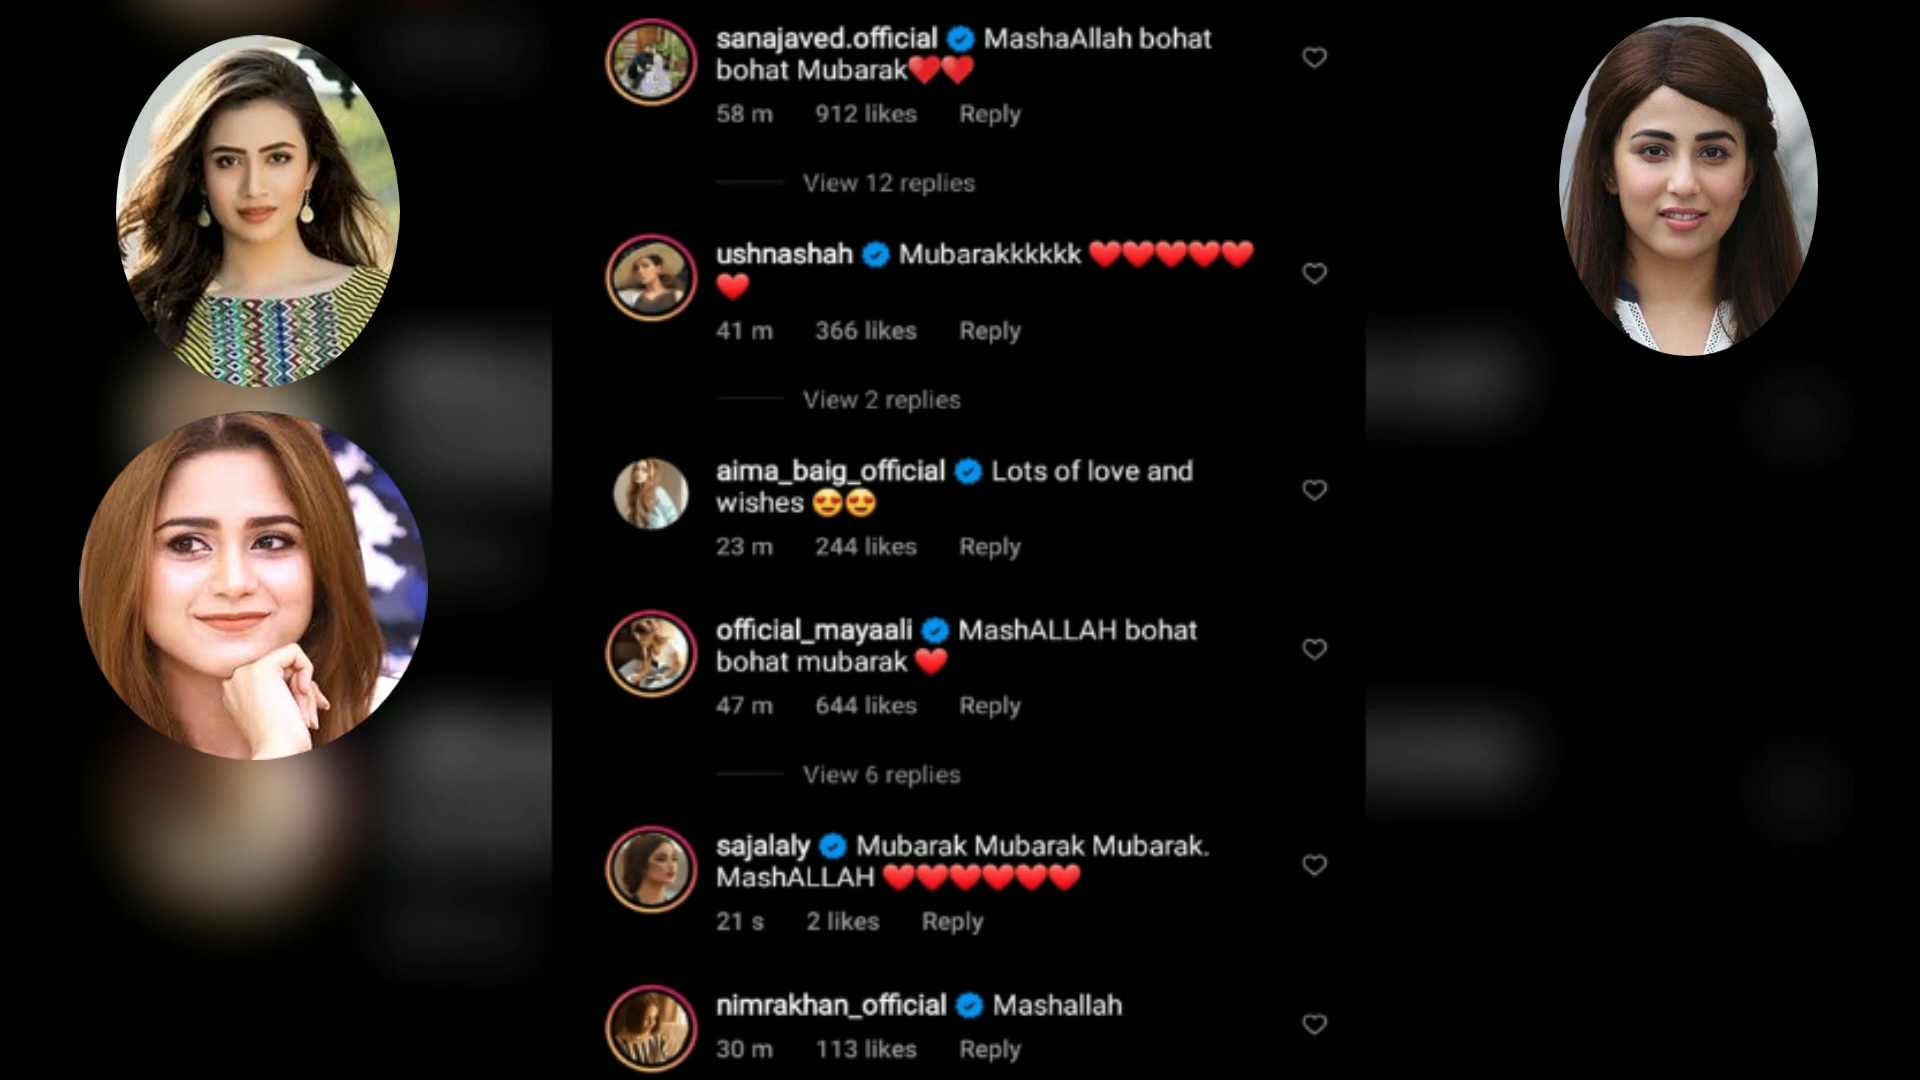 sanajaved.official MashaAllah bohat
bohat Mubarak❤️❤️
58 m 912 likes Reply
View 12 replies
ushnashah Mubarakkkkkk ❤️❤️❤️❤️❤️
❤️
41 m 366 likes Reply
View 2 replies
aima_baig_official Lots of love and
wishes 😍😍
23 m 244 likes Reply
official_mayaali MashALLAH bohat
bohat mubarak ❤️
47 m 644 likes Reply
View 6 replies
sajalaly Mubarak Mubarak Mubarak.
MashALLAH ❤️❤️❤️❤️❤️❤️
21 s 2 likes Reply
nimrakhan_official Mashallah
30 m 113 likes Reply